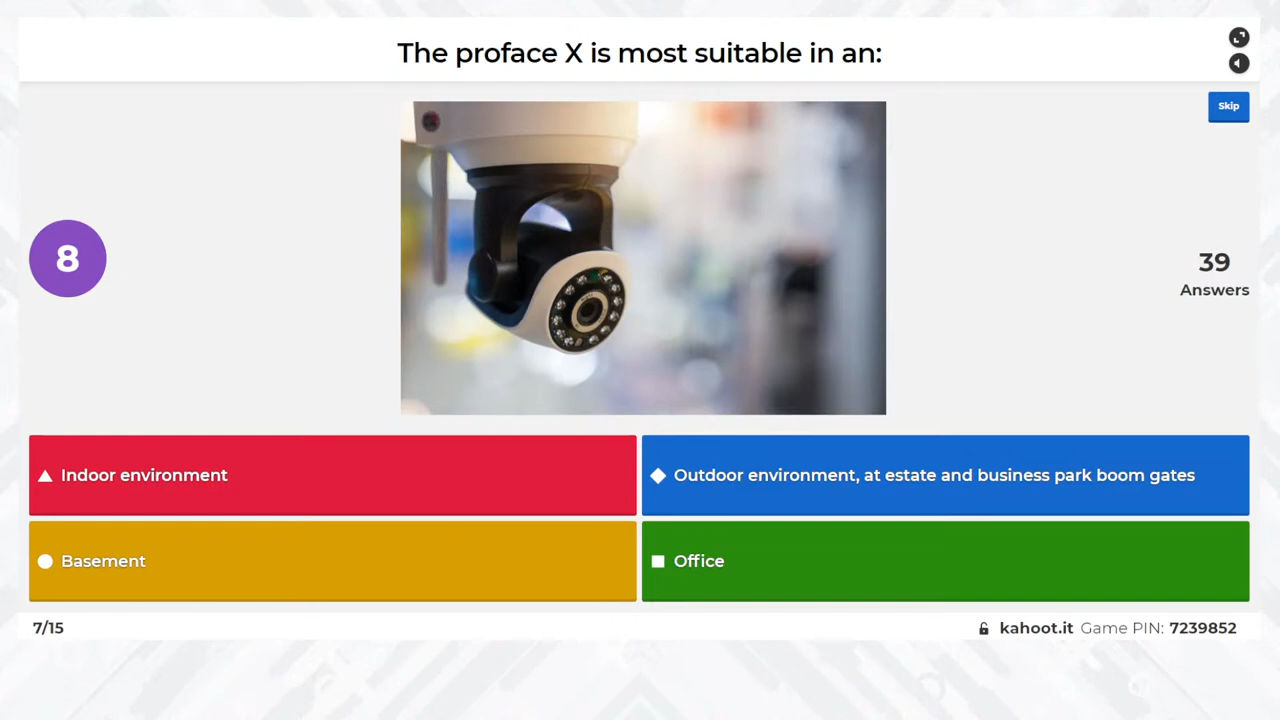 The proface X is most suitable in an:
Skip
8
39
Answers
Indoor environment
Outdoor environment, at estate and business park boom gates
Basement
Office
7/15
kahoot.it Game PIN: 7239852